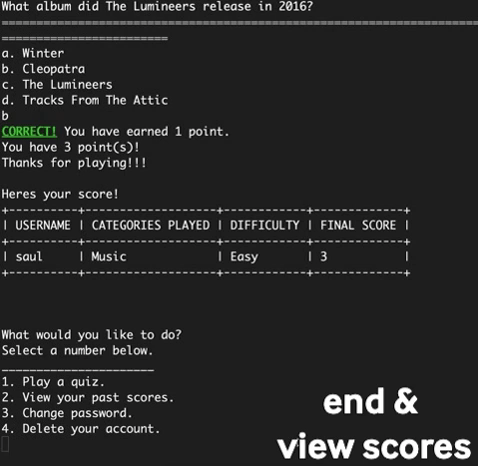 What album did The Lumineers release in 2016?
=====================================================================
========================
a. Winter
b. Cleopatra
c. The Lumineers
d. Tracks From The Attic
b
CORRECT! You have earned 1 point.
You have 3 point(s)!
Thanks for playing!!!
Heres your score!
+----------+-------------------+------------+-------------+
| USERNAME | CATEGORIES PLAYED | DIFFICULTY | FINAL SCORE |
+----------+-------------------+------------+-------------+
| saul | Music | Easy | 3 |
+----------+-------------------+------------+-------------+
What would you like to do?
Select a number below.
______________________
1. Play a quiz.
2. View your past scores.
3. Change password.
4. Delete your account.
end &
view scores